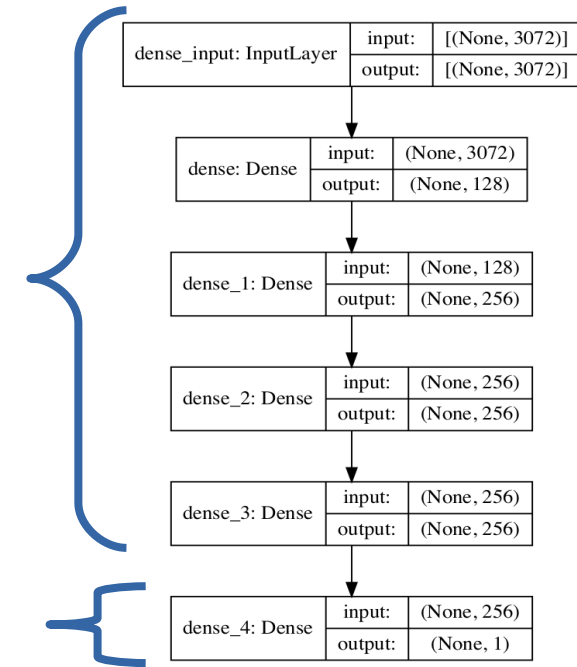 dense_input: InputLayer
input: [(None, 3072)]
output: [(None, 3072)]
dense: Dense
input: (None, 3072)
output: (None, 128)
dense_1: Dense
input: (None, 128)
output: (None, 256)
dense_2: Dense
input: (None, 256)
output: (None, 256)
dense_3: Dense
input: (None, 256)
output: (None, 256)
dense_4: Dense
input: (None, 256)
output: (None, 1)